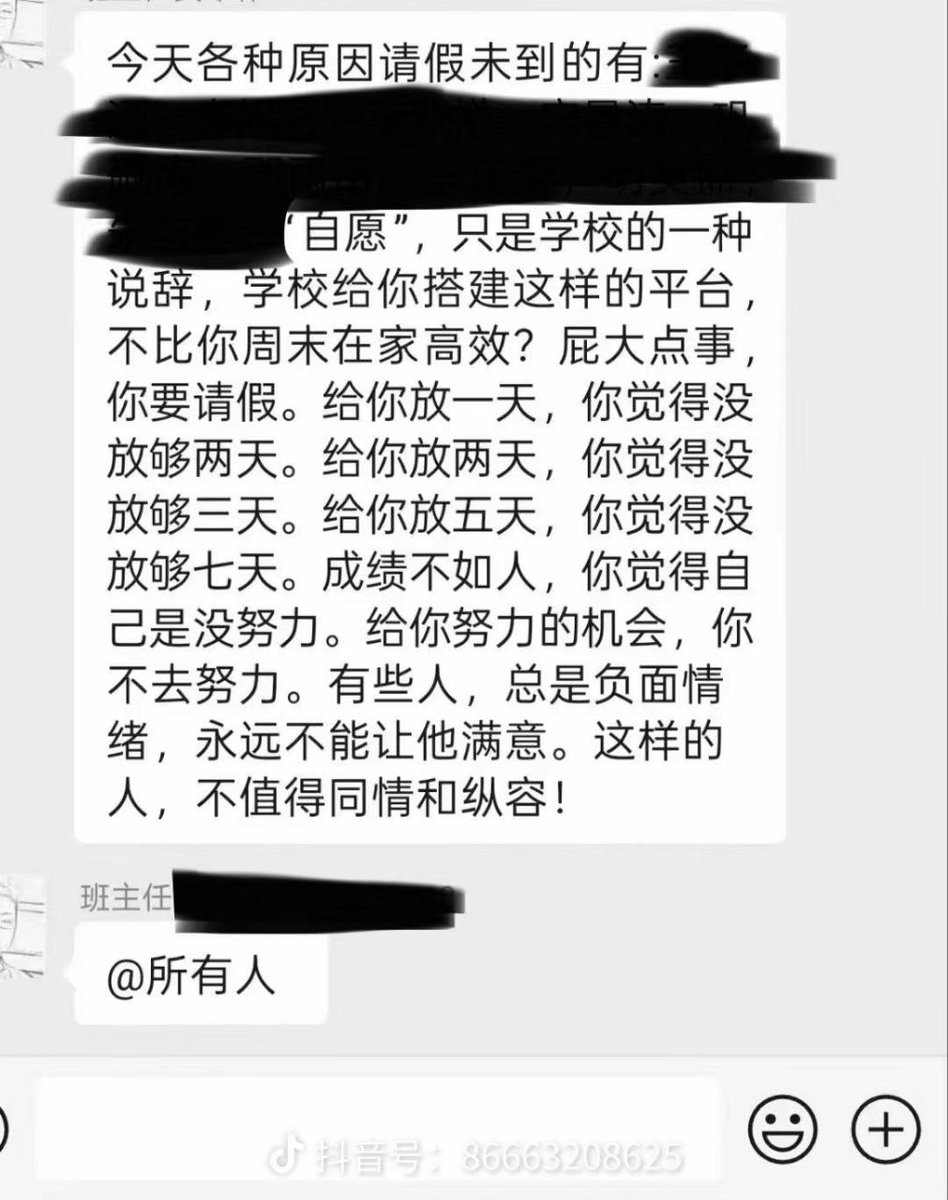 今天各种原因请假未到的有:
“自愿”，只是学校的一种
说辞，学校给你搭建这样的平台，
不比你周末在家高效？屁大点事，
你要请假。给你放一天，你觉得没
放够两天。给你放两天，你觉得没
放够三天。给你放五天，你觉得没
放够七天。成绩不如人，你觉得自
己是没努力。给你努力的机会，你
不去努力。有些人，总是负面情
绪，永远不能让他满意。这样的
人，不值得同情和纵容！
班主任
@所有人
抖音号：86663208625